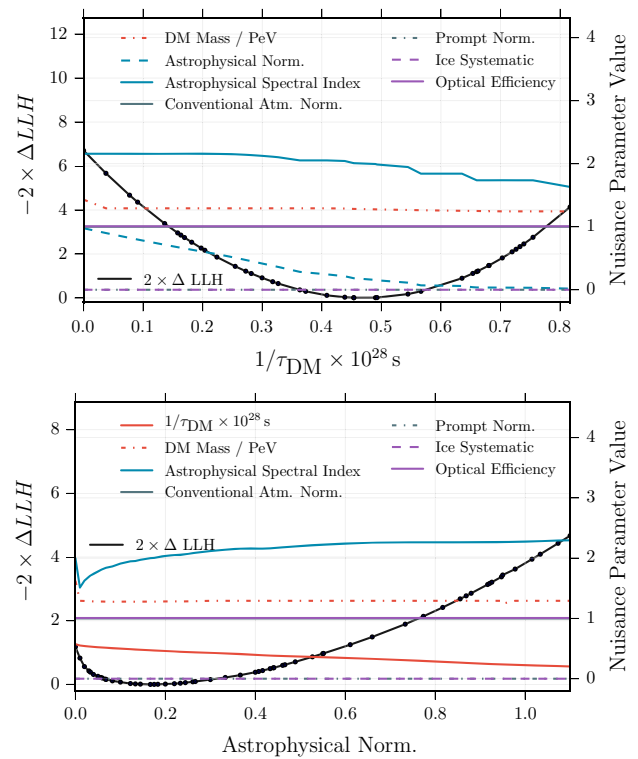 12
10
8
6
4
2
0
−2 × ΔLLH
DM Mass / PeV
Astrophysical Norm.
Astrophysical Spectral Index
Conventional Atm. Norm.
Prompt Norm.
Ice Systematic
Optical Efficiency
2 × Δ LLH
4
3
2
1
0
Nuisance Parameter Value
0.0 0.1 0.2 0.3 0.4 0.5 0.6 0.7 0.8
1/τDM × 10²⁸ s
8
6
4
2
0
−2 × ΔLLH
1/τDM × 10²⁸ s
DM Mass / PeV
Astrophysical Spectral Index
Conventional Atm. Norm.
Prompt Norm.
Ice Systematic
Optical Efficiency
2 × Δ LLH
4
3
2
1
0
Nuisance Parameter Value
0.0 0.2 0.4 0.6 0.8 1.0
Astrophysical Norm.